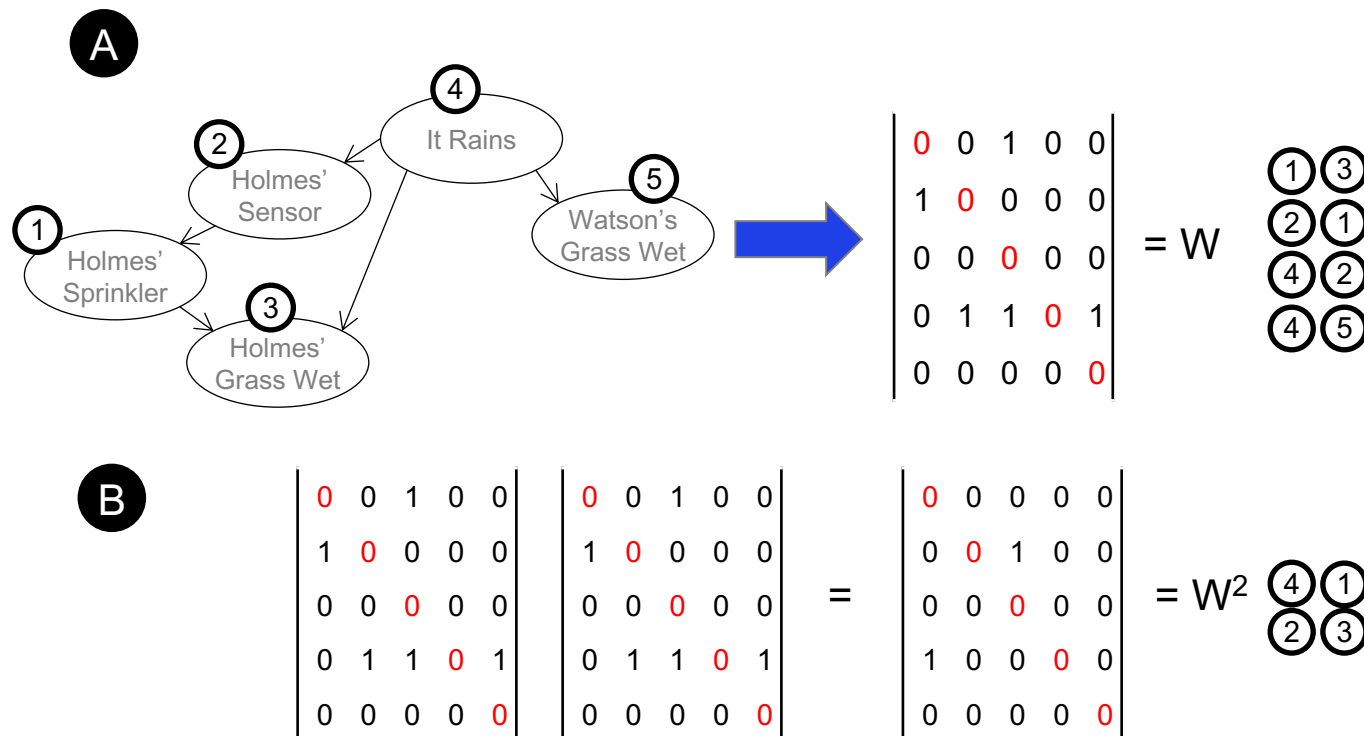 A
4
It Rains
2
Holmes'
Sensor
5
Watson's
Grass Wet
1
Holmes'
Sprinkler
3
Holmes'
Grass Wet
0 0 1 0 0
1 0 0 0 0
0 0 0 0 0
0 1 1 0 1
0 0 0 0 0
= W
1 3
2 1
4 2
4 5
B
0 0 1 0 0
1 0 0 0 0
0 0 0 0 0
0 1 1 0 1
0 0 0 0 0
0 0 1 0 0
1 0 0 0 0
0 0 0 0 0
0 1 1 0 1
0 0 0 0 0
=
0 0 0 0 0
0 0 1 0 0
0 0 0 0 0
1 0 0 0 0
0 0 0 0 0
= W²
4 1
2 3